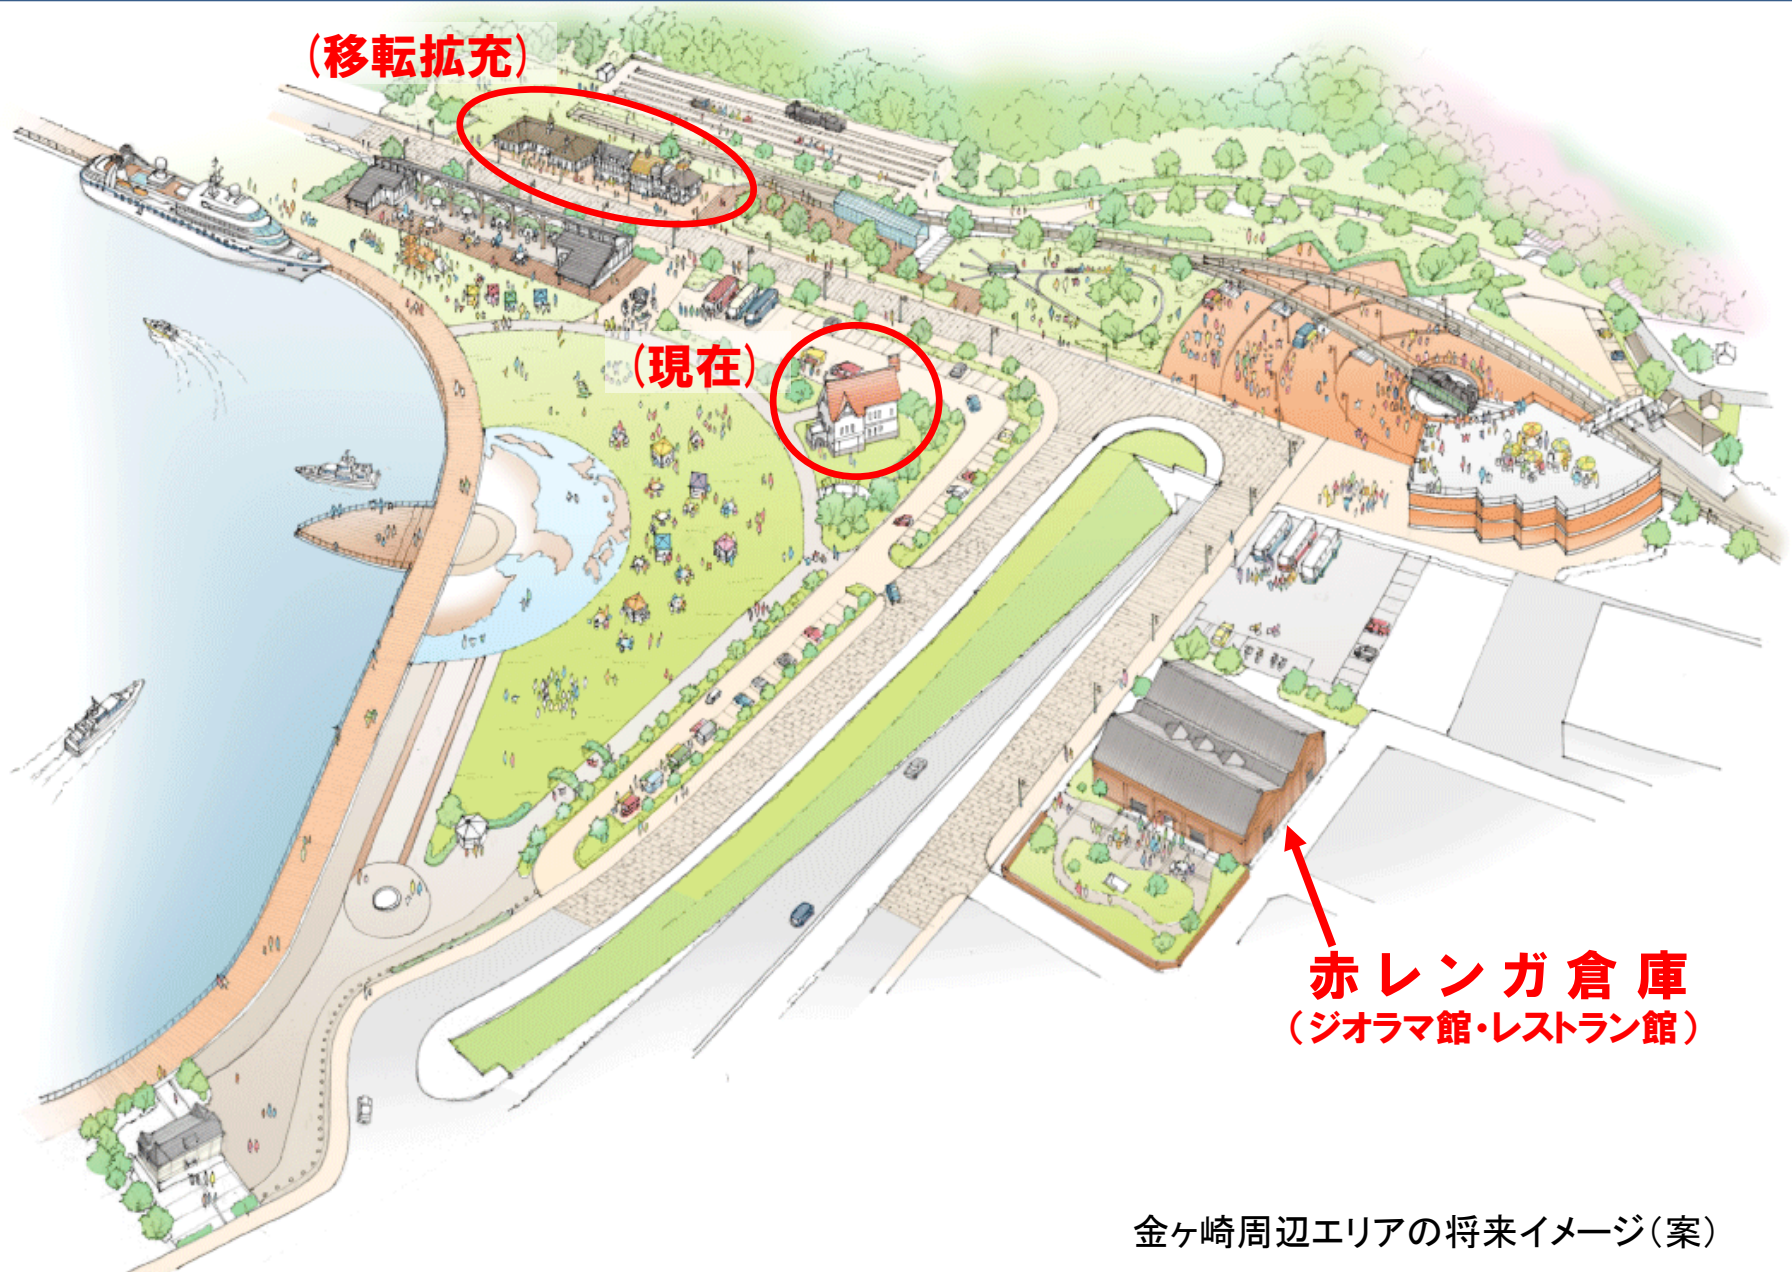 (移転拡充)
(現在)
赤レンガ倉庫
(ジオラマ館・レストラン館)
金ヶ崎周辺エリアの将来イメージ(案)